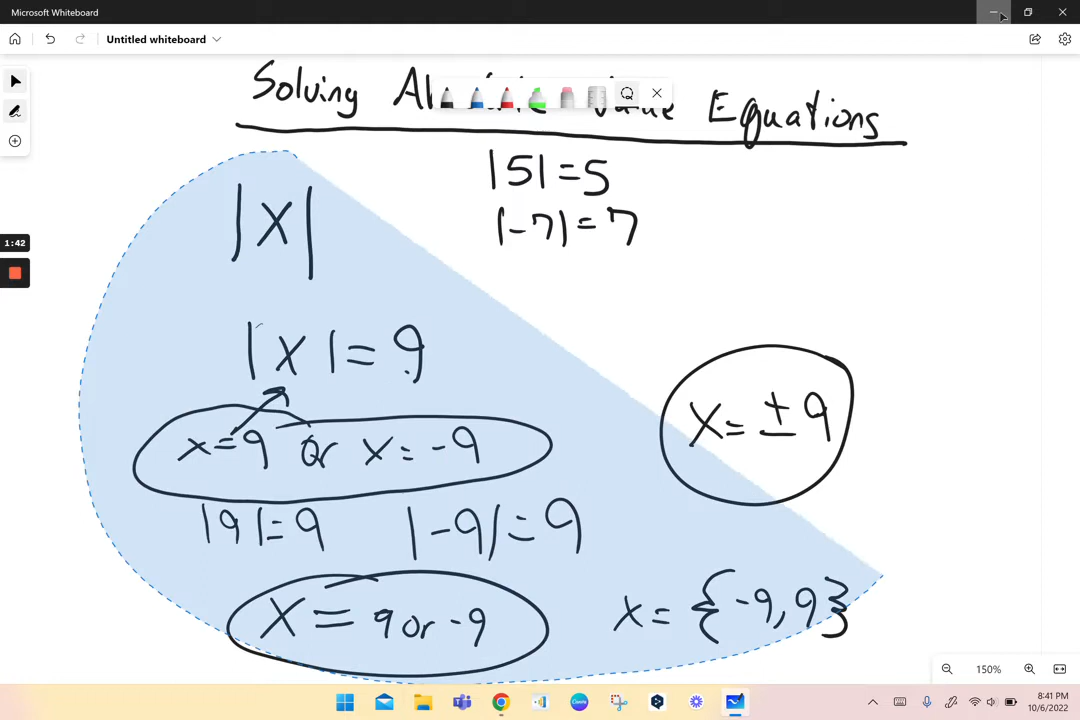 Microsoft Whiteboard
Untitled whiteboard
Solving Equations
|5| = 5
|-7| = 7
|X|
1:42
|X| = 9
X = ± 9
x = 9 or x = -9
|9| = 9 |-9| = 9
X = 9 or -9
x = {-9, 9}
150%
8:41 PM
10/6/2022